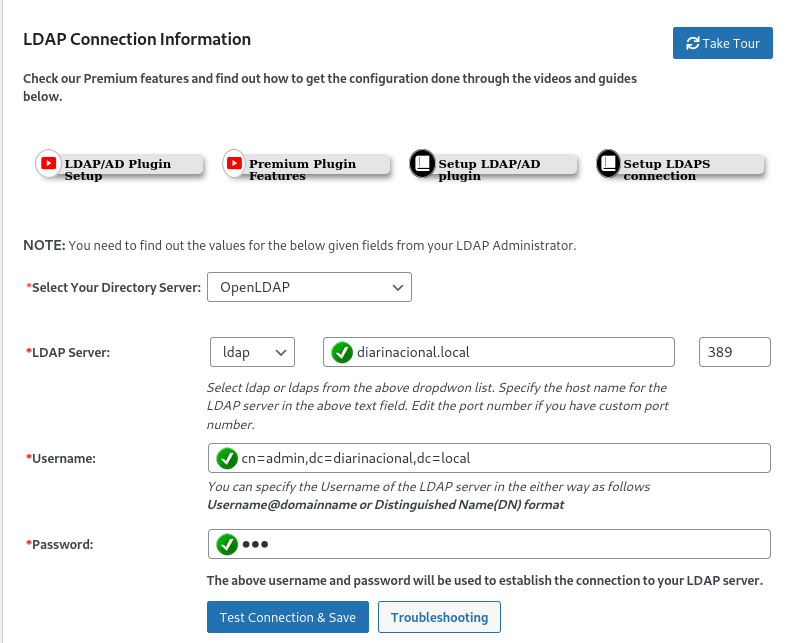 LDAP Connection Information
Take Tour
Check our Premium features and find out how to get the configuration done through the videos and guides
below.
LDAP/AD Plugin
Setup
Premium Plugin
Features
Setup LDAP/AD
plugin
Setup LDAPS
connection
NOTE: You need to find out the values for the below given fields from your LDAP Administrator.
*Select Your Directory Server: OpenLDAP
*LDAP Server: ldap diarinacional.local 389
Select ldap or ldaps from the above dropdwon list. Specify the host name for the
LDAP server in the above text field. Edit the port number if you have custom port
number.
*Username: cn=admin,dc=diarinacional,dc=local
You can specify the Username of the LDAP server in the either way as follows
Username@domainname or Distinguished Name(DN) format
*Password: •••
The above username and password will be used to establish the connection to your LDAP server.
Test Connection & Save Troubleshooting